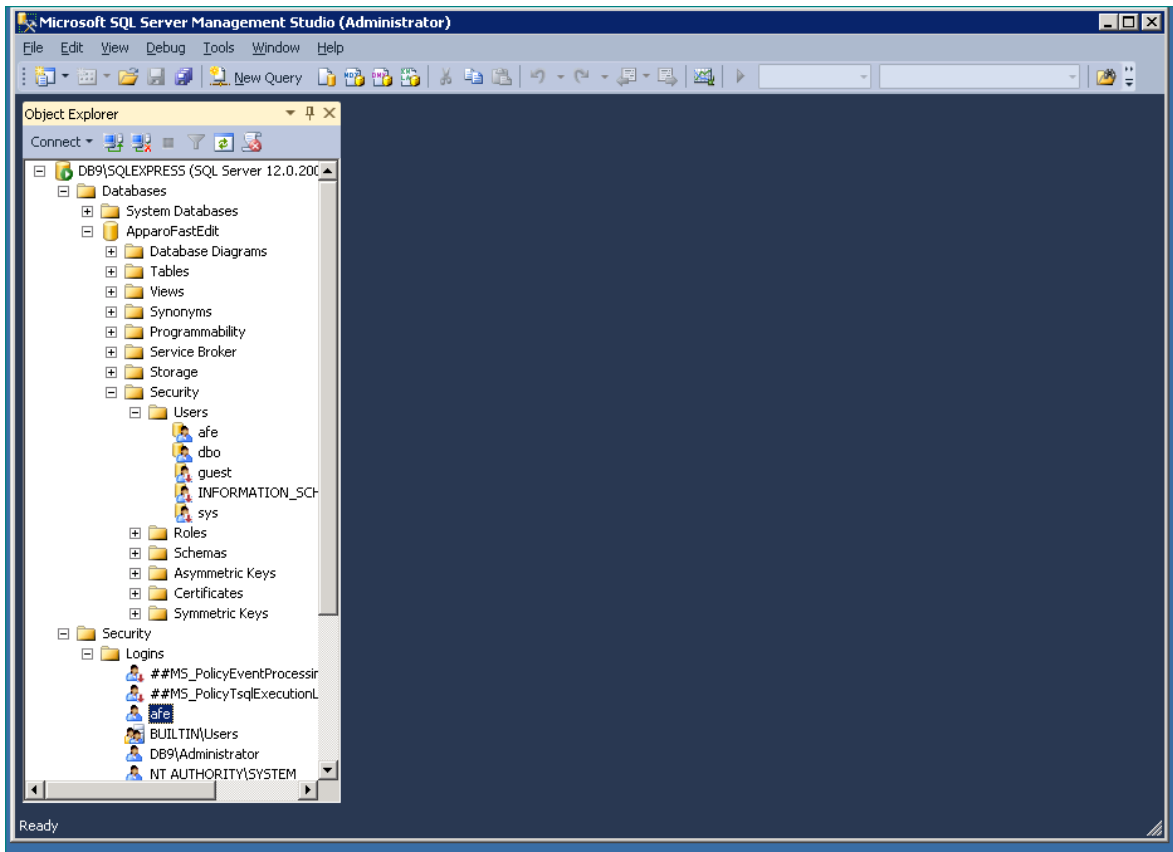 Microsoft SQL Server Management Studio (Administrator)
File Edit View Debug Tools Window Help
New Query
Object Explorer
Connect
DB9\SQLEXPRESS (SQL Server 12.0.200
Databases
System Databases
ApparoFastEdit
Database Diagrams
Tables
Views
Synonyms
Programmability
Service Broker
Storage
Security
Users
afe
dbo
guest
INFORMATION_SCH
sys
Roles
Schemas
Asymmetric Keys
Certificates
Symmetric Keys
Security
Logins
##MS_PolicyEventProcessin
##MS_PolicyTsqlExecutionL
afe
BUILTIN\Users
DB9\Administrator
NT AUTHORITY\SYSTEM
Ready